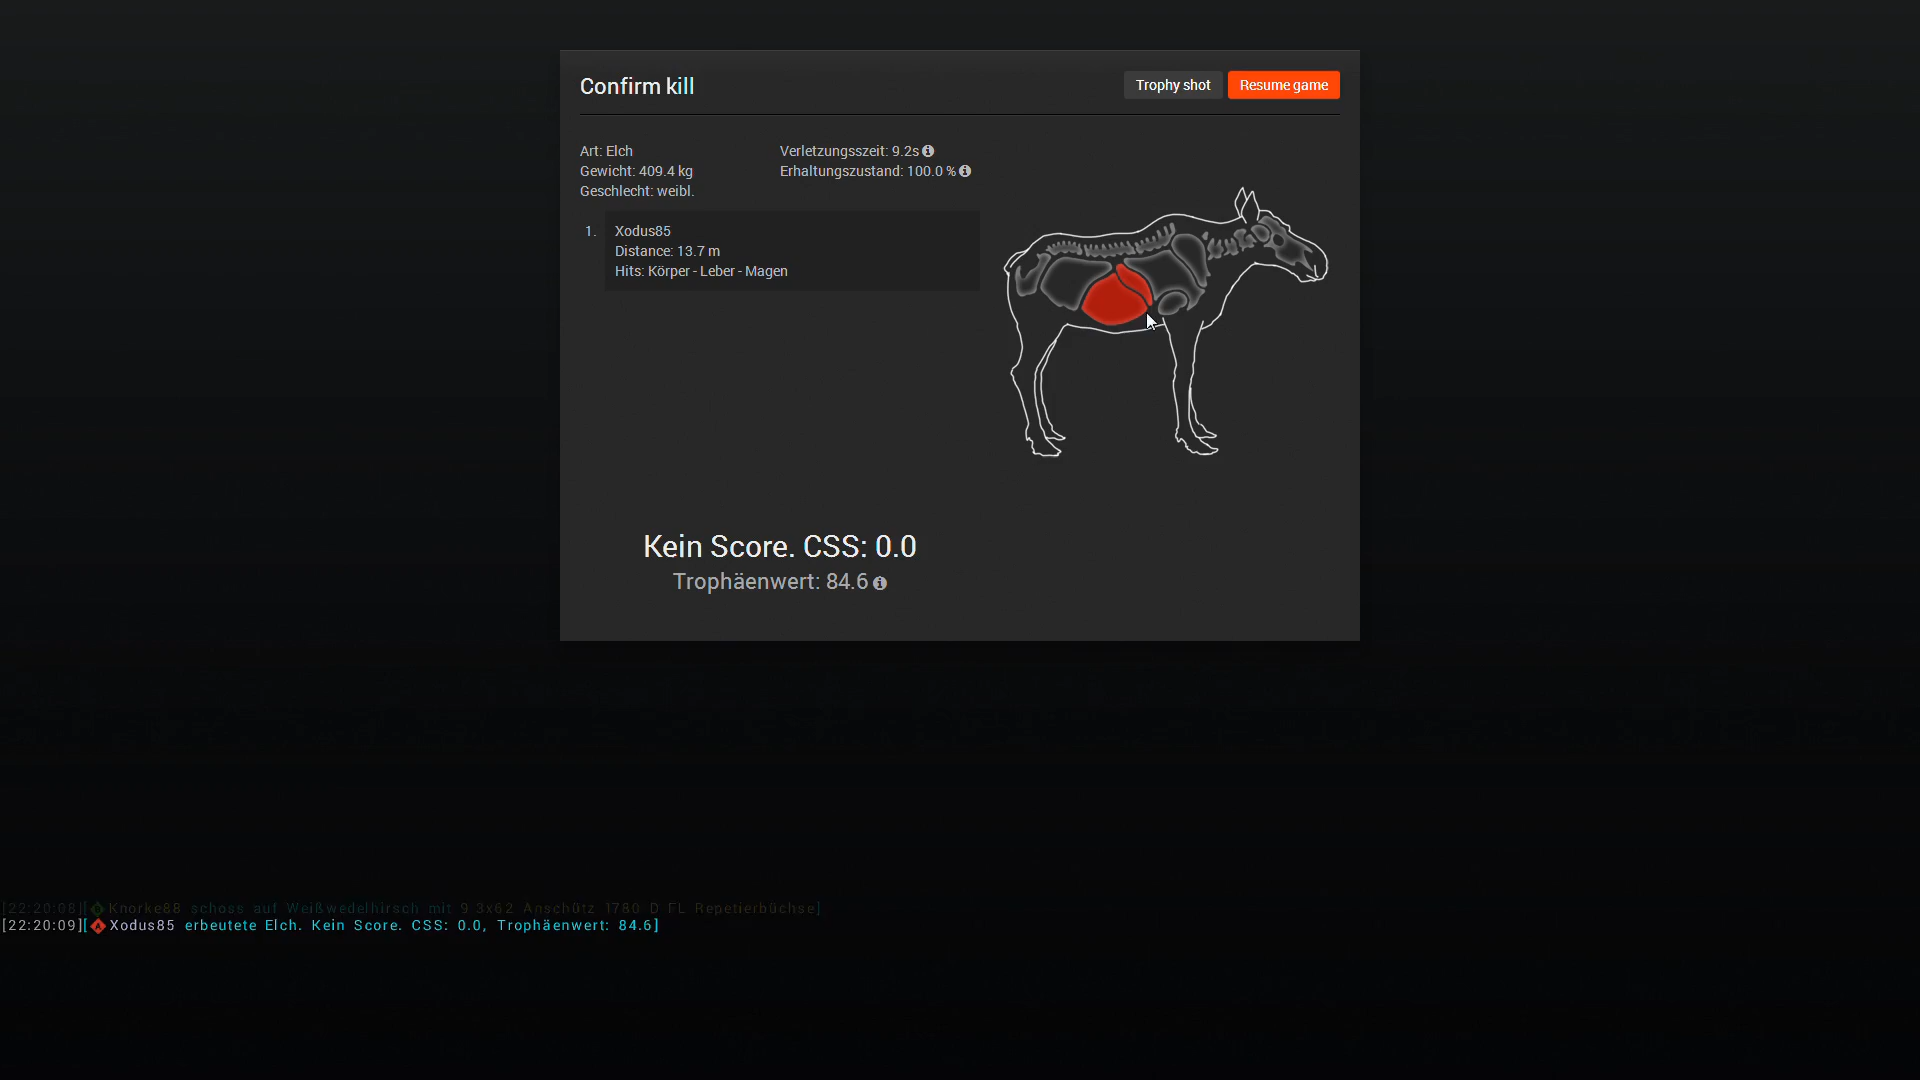 Confirm kill
Trophy shot
Resume game
Art: Elch
Gewicht: 409.4 kg
Geschlecht: weibl.
Verletzungsszeit: 9.2s
Erhaltungszustand: 100.0 %
1.
Xodus85
Distance: 13.7 m
Hits: Körper - Leber - Magen
Kein Score. CSS: 0.0
Trophäenwert: 84.6
[22:20:08][Knorke88 schoss auf Weißwedelhirsch mit 9.3x62 Anschütz 1780 D FL Repetierbüchse]
[22:20:09][Xodus85 erbeutete Elch. Kein Score. CSS: 0.0, Trophäenwert: 84.6]